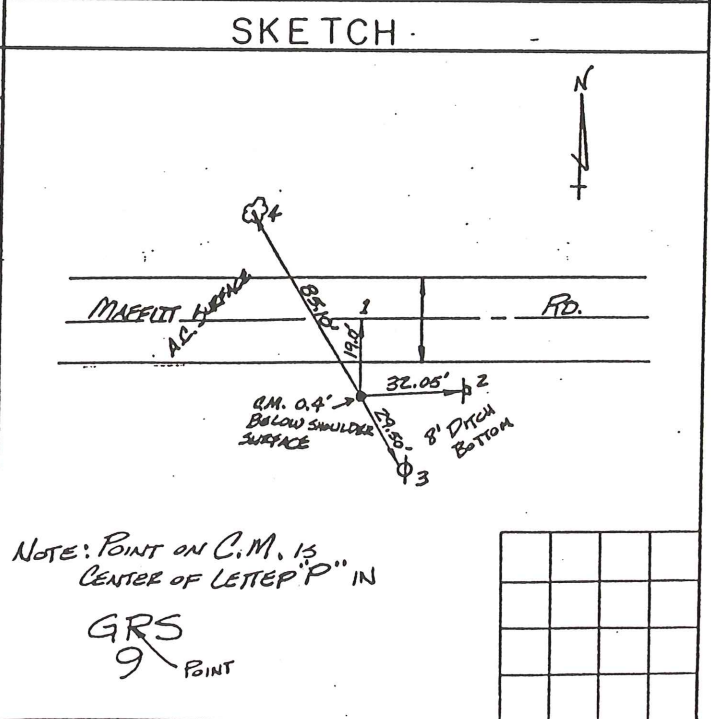 SKETCH
N
4
MAFFITT RD.
A.C. SURFACE
85.10'
1
19.0'
32.05'
2
C.M. 0.4'
BELOW SHOULDER
SURFACE
29.50'
8' DITCH
BOTTOM
3
NOTE: POINT ON C.M. IS
CENTER OF LETTER "P" IN
GRS
9
POINT